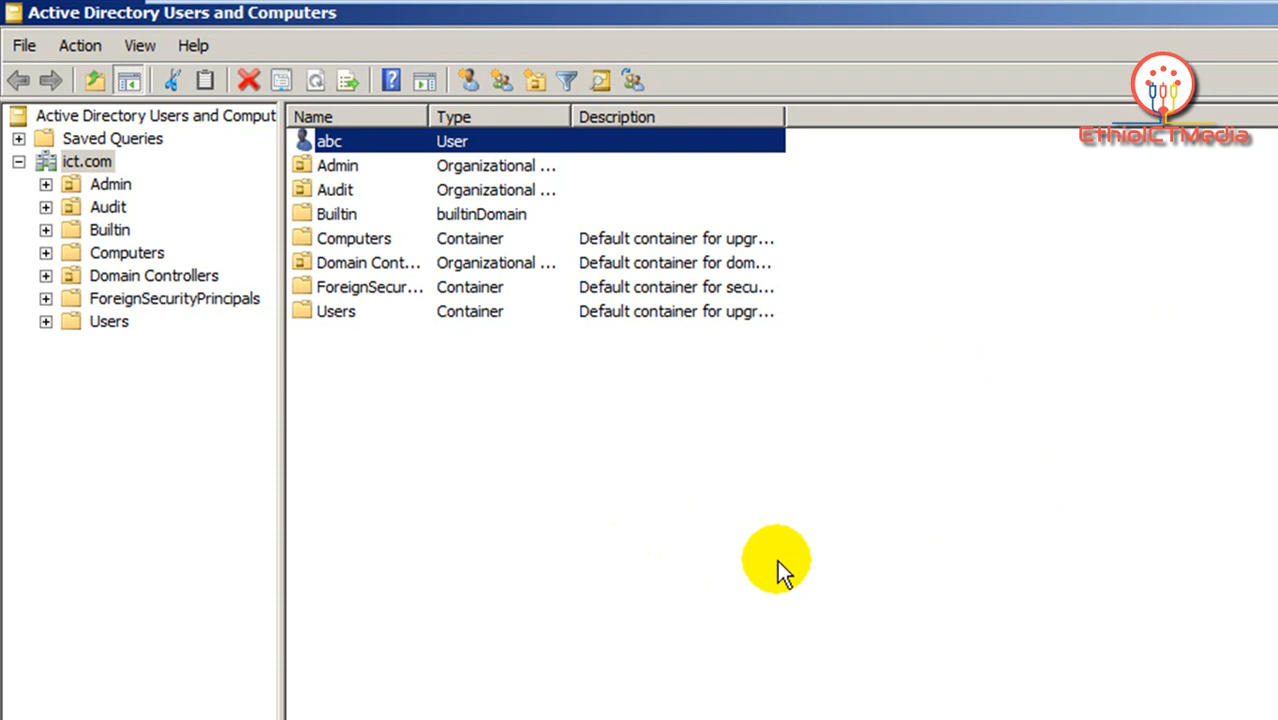 Active Directory Users and Computers
File Action View Help
EthioICTMedia
Active Directory Users and Comput
Saved Queries
ict.com
Admin
Audit
Builtin
Computers
Domain Controllers
ForeignSecurityPrincipals
Users
Name Type Description
abc User
Admin Organizational ...
Audit Organizational ...
Builtin builtinDomain
Computers Container Default container for upgr...
Domain Cont... Organizational ... Default container for dom...
ForeignSecur... Container Default container for secu...
Users Container Default container for upgr...